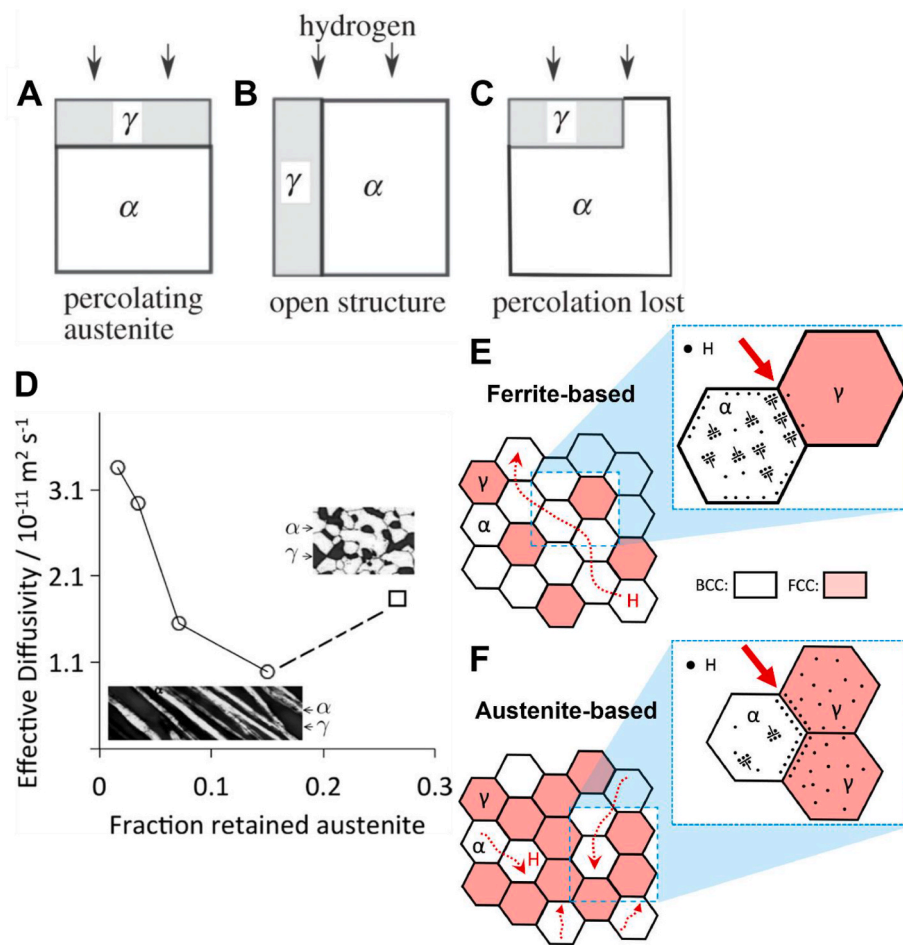 hydrogen
A
B
C
γ
α
γ
α
γ
α
percolating
austenite
open structure
percolation lost
D
Effective Diffusivity / 10⁻¹¹ m² s⁻¹
3.1
2.1
1.1
0
0.1
0.2
0.3
Fraction retained austenite
α
γ
α
α
γ
E
Ferrite-based
γ
α
H
• H
α
γ
BCC:
FCC:
F
Austenite-based
γ
α
H
• H
α
γ
γ